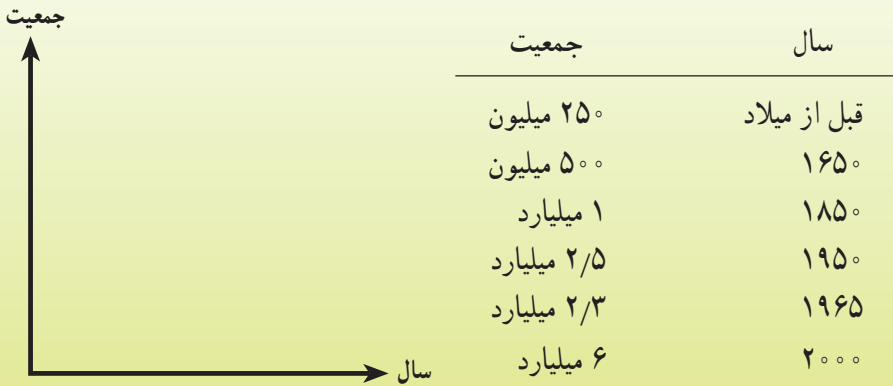 جمعیت
سال
سال جمعیت
قبل از میلاد ۲۵۰ میلیون
۱۶۵۰ ۵۰۰ میلیون
۱۸۵۰ ۱ میلیارد
۱۹۵۰ ۲/۵ میلیارد
۱۹۶۵ ۲/۳ میلیارد
۲۰۰۰ ۶ میلیارد